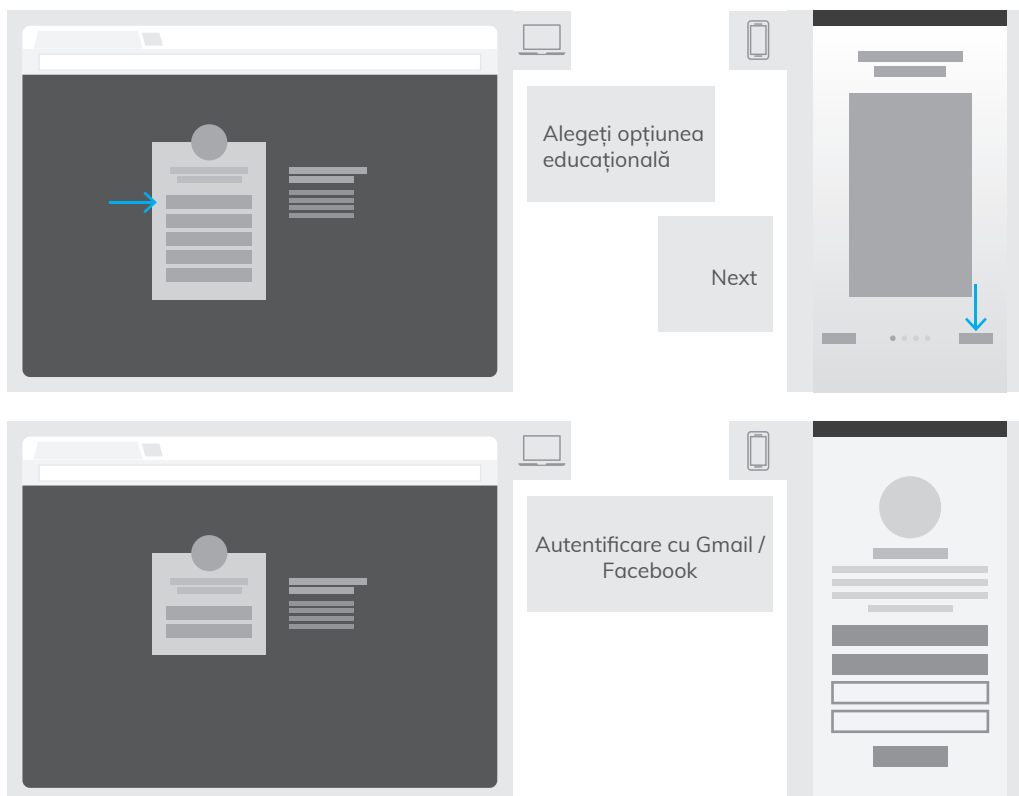 Alegeți opțiunea
educațională
Next
Autentificare cu Gmail /
Facebook